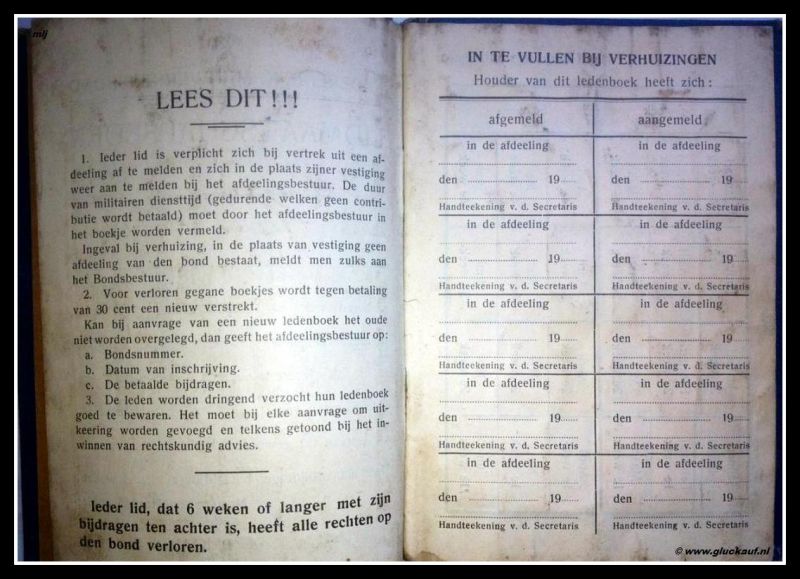 mlj
LEES DIT!!!
1. Ieder lid is verplicht zich bij vertrek uit een af-
deeling af te melden en zich in de plaats zijner vestiging
weer aan te melden bij het afdeelingsbestuur. De duur
van militairen diensttijd (gedurende welken geen contri-
butie wordt betaald) moet door het afdeelingsbestuur in
het boekje worden vermeld.
Ingeval bij verhuizing, in de plaats van vestiging geen
afdeeling van den bond bestaat, meldt men zulks aan
het Bondsbestuur.
2. Voor verloren gegane boekjes wordt tegen betaling
van 30 cent een nieuw verstrekt.
Kan bij aanvrage van een nieuw ledenboek het oude
niet worden overgelegd, dan geeft het afdeelingsbestuur op:
a. Bondsnummer.
b. Datum van inschrijving.
c. De betaalde bijdragen.
3. De leden worden dringend verzocht hun ledenboek
goed te bewaren. Het moet bij elke aanvrage om uit-
keering worden gevoegd en telkens getoond bij het in-
winnen van rechtskundig advies.
Ieder lid, dat 6 weken of langer met zijn
bijdragen ten achter is, heeft alle rechten op
den bond verloren.
IN TE VULLEN BIJ VERHUIZINGEN
Houder van dit ledenboek heeft zich:
afgemeld aangemeld
in de afdeeling in de afdeeling
den 19 den 19
Handteekening v. d. Secretaris Handteekening v. d. Secretaris
in de afdeeling in de afdeeling
den 19 den 19
Handteekening v. d. Secretaris Handteekening v. d. Secretaris
in de afdeeling in de afdeeling
den 19 den 19
Handteekening v. d. Secretaris Handteekening v. d. Secretaris
in de afdeeling in de afdeeling
den 19 den 19
Handteekening v. d. Secretaris Handteekening v. d. Secretaris
in de afdeeling in de afdeeling
den 19 den 19
Handteekening v. d. Secretaris Handteekening v. d. Secretaris
© www.gluckauf.nl